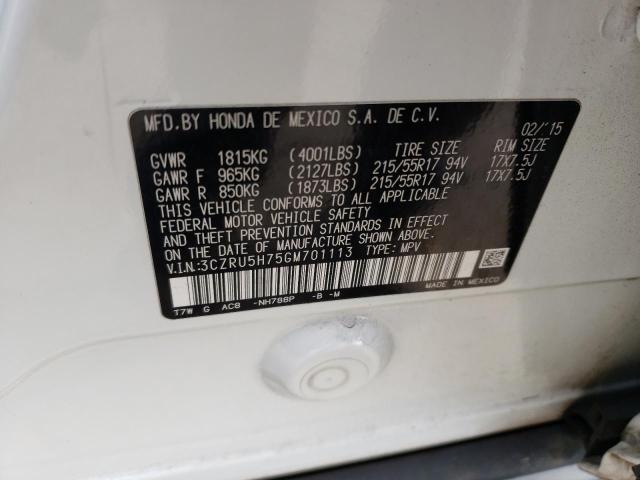 MFD.BY HONDA DE MEXICO S.A. DE C.V. 02/'15
GVWR 1815KG (4001LBS) TIRE SIZE RIM SIZE
GAWR F 965KG (2127LBS) 215/55R17 94V 17X7.5J
GAWR R 850KG (1873LBS) 215/55R17 94V 17X7.5J
THIS VEHICLE CONFORMS TO ALL APPLICABLE
FEDERAL MOTOR VEHICLE SAFETY
AND THEFT PREVENTION STANDARDS IN EFFECT
ON THE DATE OF MANUFACTURE SHOWN ABOVE.
V.I.N:3CZRU5H75GM701113 TYPE: MPV
T7W G AC8 -NH788P -B -M
MADE IN MEXICO